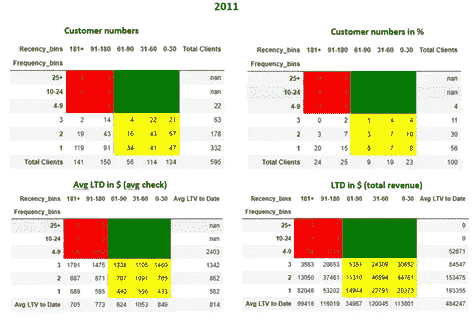 2011
Customer numbers
Recency_bins 181+ 91-180 61-90 31-60 0-30 Total Clients
Frequency_bins
25+ nan
10-24 nan
4-9 22
3 2 14 4 22 21 63
2 19 43 16 43 57 178
1 119 91 34 41 47 332
Total Clients 141 150 56 114 134 595
Customer numbers in %
Recency_bins 181+ 91-180 61-90 31-60 0-30 Total Clients
Frequency_bins
25+ nan
10-24 nan
4-9 4
3 0 2 1 4 4 11
2 3 7 3 7 10 30
1 20 15 6 7 8 56
Total Clients 24 25 9 19 23 100
Avg LTD in $ (avg check)
Recency_bins 181+ 91-180 61-90 31-60 0-30 Avg LTV to Date
Frequency_bins
25+ nan
10-24 nan
4-9 2403
3 1791 1475 1338 1105 1460 1342
2 687 871 707 1091 785 862
1 689 585 440 556 433 582
Avg LTV to Date 705 773 624 1053 849 814
LTD in $ (total revenue)
Recency_bins 181+ 91-180 61-90 31-60 0-30 Avg LTV to Date
Frequency_bins
25+ 0
10-24 0
4-9 52871
3 3583 20653 5351 24309 30652 84547
2 13050 37461 11310 46894 44761 153475
1 82046 53202 14944 22791 20373 193355
Avg LTV to Date 99416 116019 34967 120045 113801 484247